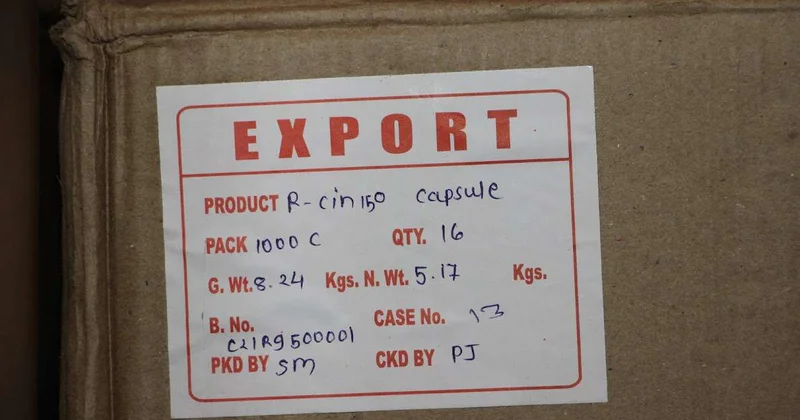 EXPORT
PRODUCT R-cin 150 capsule
PACK 1000 C QTY. 16
G. Wt. 8.24 Kgs. N. Wt. 5.17 Kgs.
B. No. CASE No. 13
C21R9500001
PKD BY SM CKD BY PJ